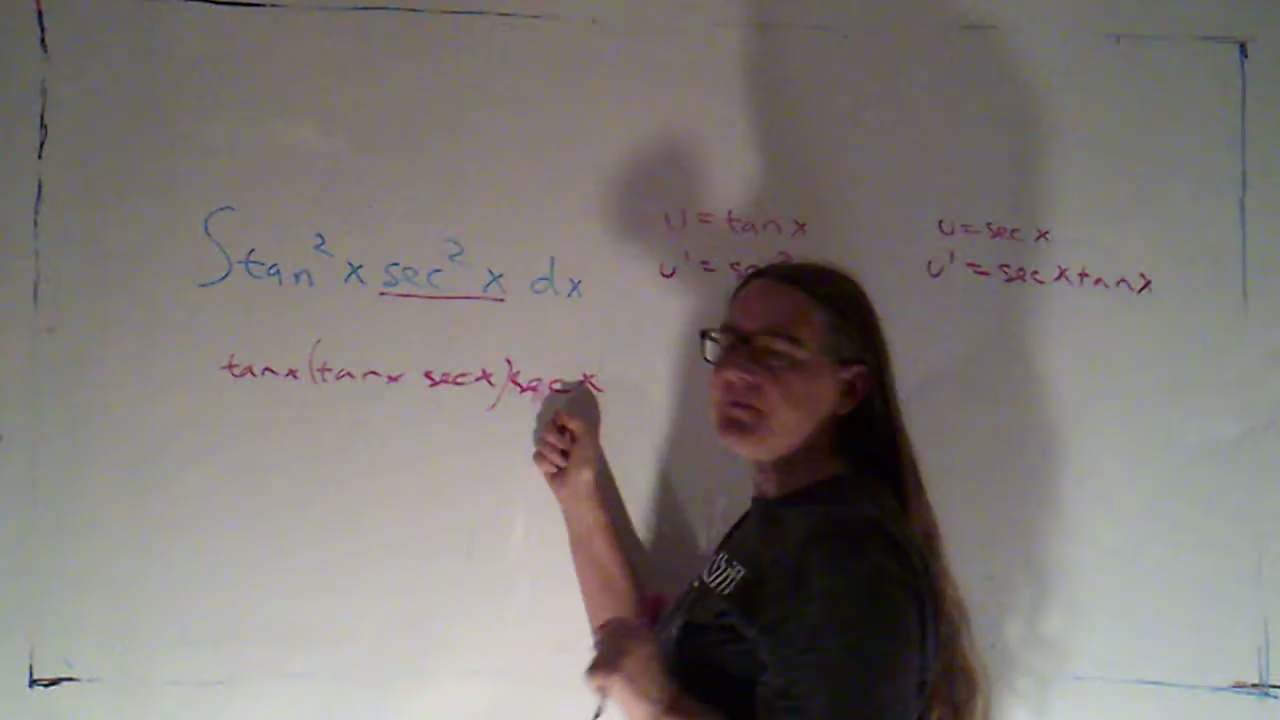 ∫tan²x sec²x dx
u = tan x
u' =
u = sec x
u' = sec x tan x
tan x (tan x sec x) sec x